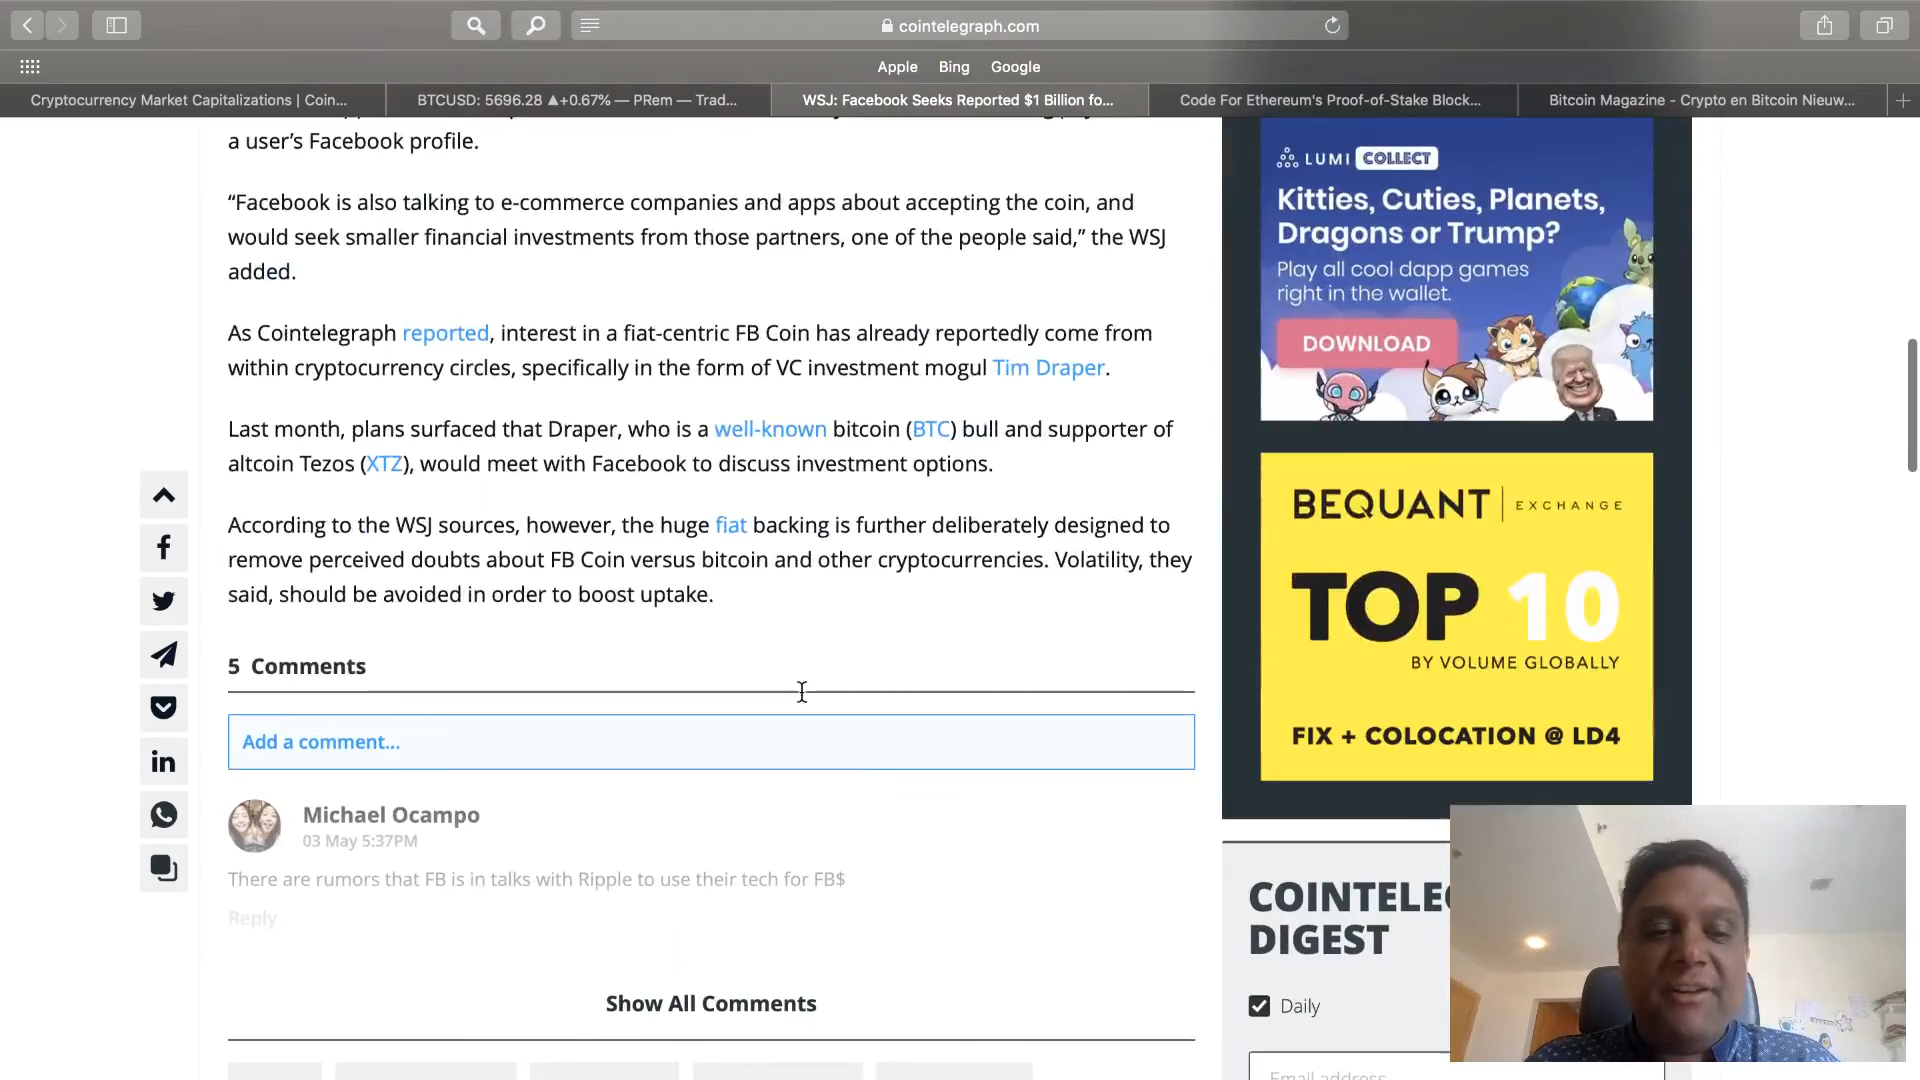 cointelegraph.com
Apple Bing Google
Cryptocurrency Market Capitalizations | Coin...
BTCUSD: 5696.28 ▲+0.67% — PRem — Trad...
WSJ: Facebook Seeks Reported $1 Billion fo...
Code For Ethereum's Proof-of-Stake Block...
Bitcoin Magazine - Crypto en Bitcoin Nieuw...
a user’s Facebook profile.
“Facebook is also talking to e-commerce companies and apps about accepting the coin, and
would seek smaller financial investments from those partners, one of the people said,” the WSJ
added.
As Cointelegraph reported, interest in a fiat-centric FB Coin has already reportedly come from
within cryptocurrency circles, specifically in the form of VC investment mogul Tim Draper.
Last month, plans surfaced that Draper, who is a well-known bitcoin (BTC) bull and supporter of
altcoin Tezos (XTZ), would meet with Facebook to discuss investment options.
According to the WSJ sources, however, the huge fiat backing is further deliberately designed to
remove perceived doubts about FB Coin versus bitcoin and other cryptocurrencies. Volatility, they
said, should be avoided in order to boost uptake.
5 Comments
Add a comment...
Michael Ocampo
03 May 5:37PM
There are rumors that FB is in talks with Ripple to use their tech for FB$
Reply
Show All Comments
LUMI COLLECT
Kitties, Cuties, Planets,
Dragons or Trump?
Play all cool dapp games
right in the wallet.
DOWNLOAD
BEQUANT | EXCHANGE
TOP 10
BY VOLUME GLOBALLY
FIX + COLOCATION @ LD4
COINTELE
DIGEST
Daily
Email address